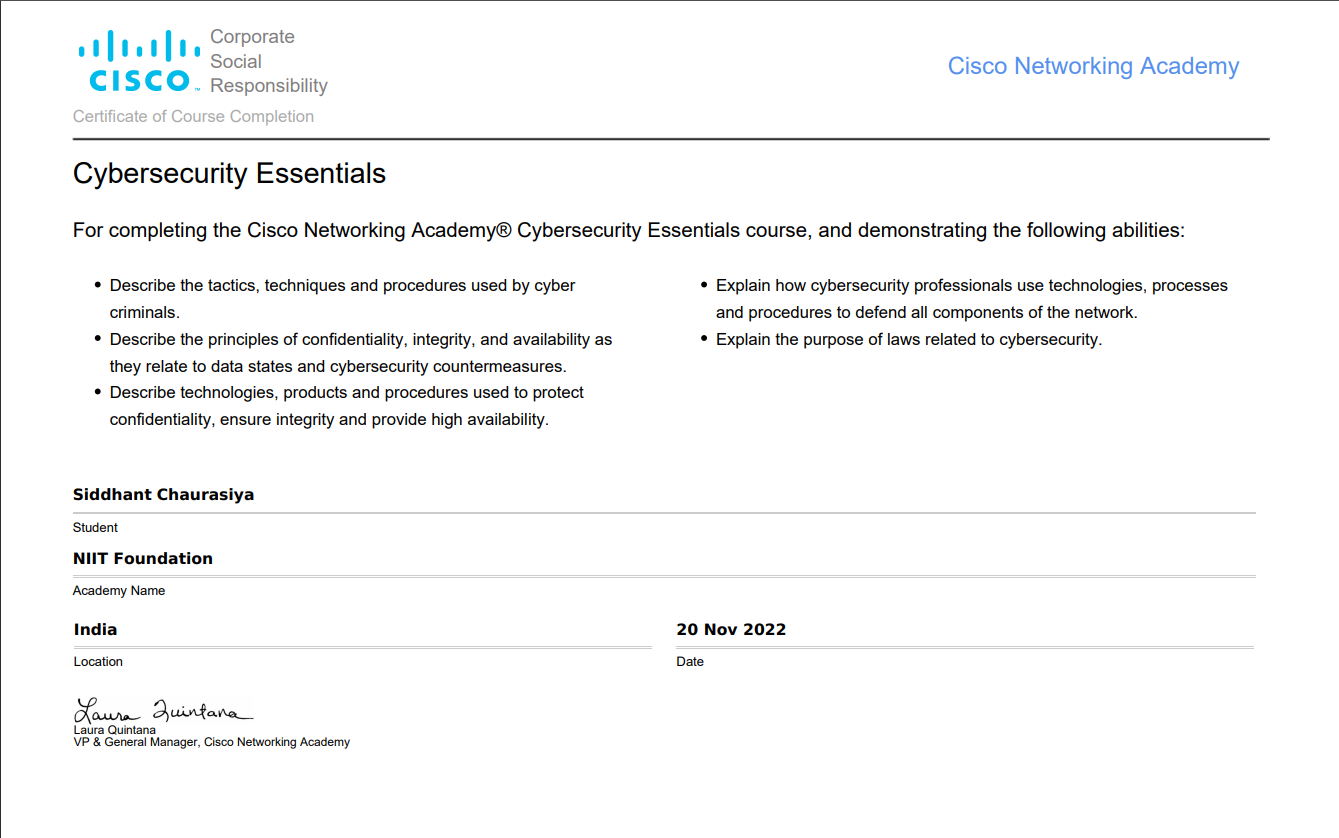 Corporate
Social
Responsibility
CISCO™
Cisco Networking Academy
Certificate of Course Completion
Cybersecurity Essentials
For completing the Cisco Networking Academy® Cybersecurity Essentials course, and demonstrating the following abilities:
• Describe the tactics, techniques and procedures used by cyber
criminals.
• Describe the principles of confidentiality, integrity, and availability as
they relate to data states and cybersecurity countermeasures.
• Describe technologies, products and procedures used to protect
confidentiality, ensure integrity and provide high availability.
• Explain how cybersecurity professionals use technologies, processes
and procedures to defend all components of the network.
• Explain the purpose of laws related to cybersecurity.
Siddhant Chaurasiya
Student
NIIT Foundation
Academy Name
India
Location
20 Nov 2022
Date
Laura Quintana
Laura Quintana
VP & General Manager, Cisco Networking Academy